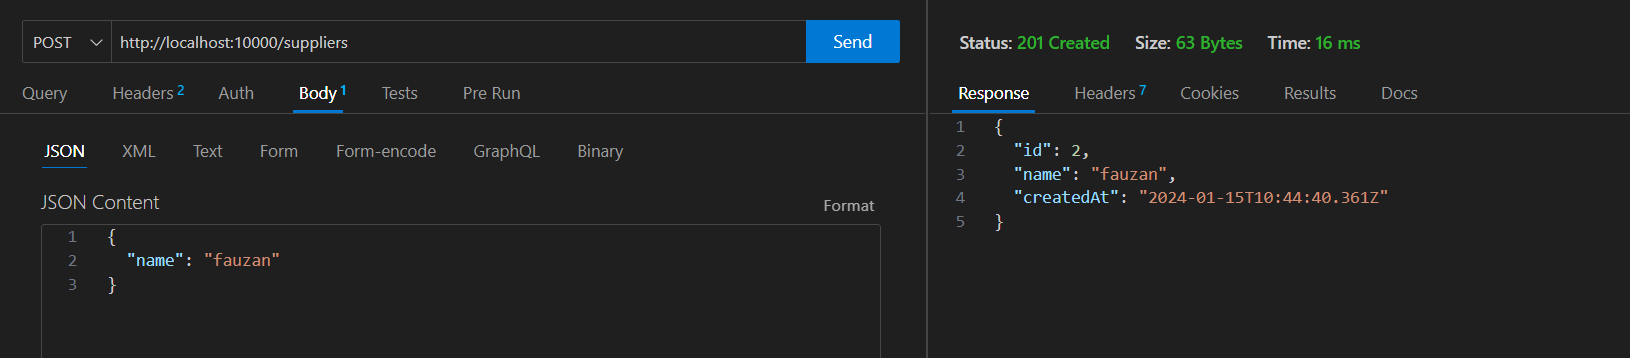 POST http://localhost:10000/suppliers Send
Query Headers 2 Auth Body 1 Tests Pre Run
JSON XML Text Form Form-encode GraphQL Binary
JSON Content
Format
1 {
2 "name": "fauzan"
3 }
Status: 201 Created Size: 63 Bytes Time: 16 ms
Response Headers 7 Cookies Results Docs
1 {
2 "id": 2,
3 "name": "fauzan",
4 "createdAt": "2024-01-15T10:44:40.361Z"
5 }